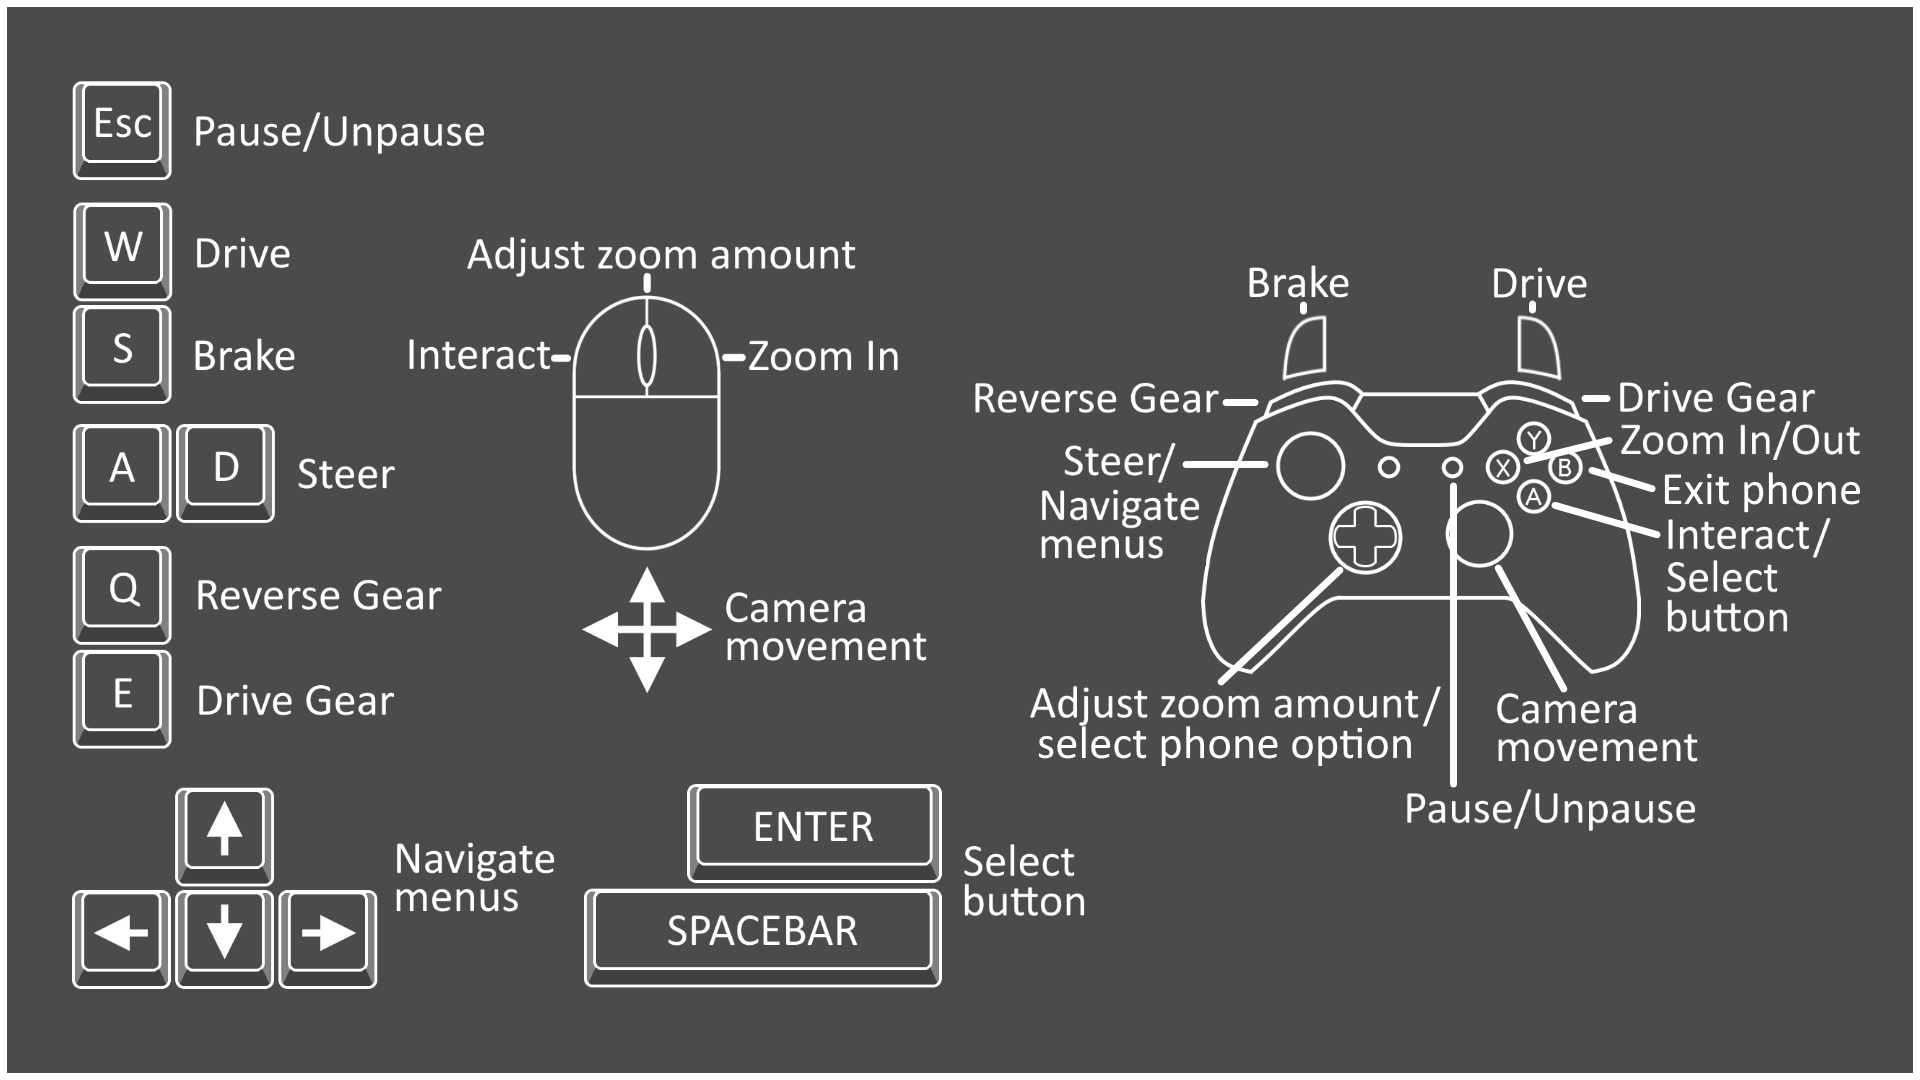 Esc
Pause/Unpause
W
Drive
S
Brake
A
D
Steer
Q
Reverse Gear
E
Drive Gear
Navigate
menus
Adjust zoom amount
Interact
Zoom In
Camera
movement
ENTER
SPACEBAR
Select
button
Brake
Drive
Reverse Gear
Drive Gear
Steer/
Navigate
menus
Y
X
B
A
Zoom In/Out
Exit phone
Interact/
Select
button
Adjust zoom amount/
select phone option
Camera
movement
Pause/Unpause